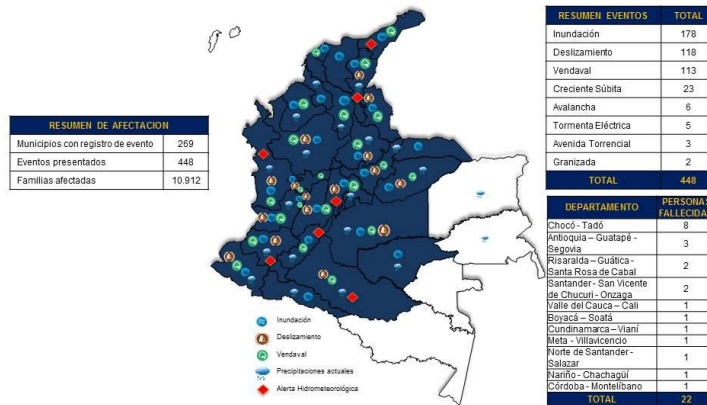 RESUMEN DE AFECTACION
Municipios con registro de evento 269
Eventos presentados 448
Familias afectadas 10.912
Inundación
Deslizamiento
Vendaval
Precipitaciones actuales
Alerta Hidrometeorológica
RESUMEN EVENTOS TOTAL
Inundación 178
Deslizamiento 118
Vendaval 113
Creciente Súbita 23
Avalancha 6
Tormenta Eléctrica 5
Avenida Torrencial 3
Granizada 2
TOTAL 448
DEPARTAMENTO PERSONAS
FALLECIDA
Chocó - Tadó 8
Antioquia – Guatapé -
Segovia 3
Risaralda – Guática -
Santa Rosa de Cabal 2
Santander - San Vicente
de Chucuri - Onzaga 2
Valle del Cauca – Cali 1
Boyacá – Soatá 1
Cundinamarca – Vianí 1
Meta - Villavicencio 1
Norte de Santander -
Salazar 1
Nariño - Chachagüí 1
Córdoba - Montelíbano 1
TOTAL 22